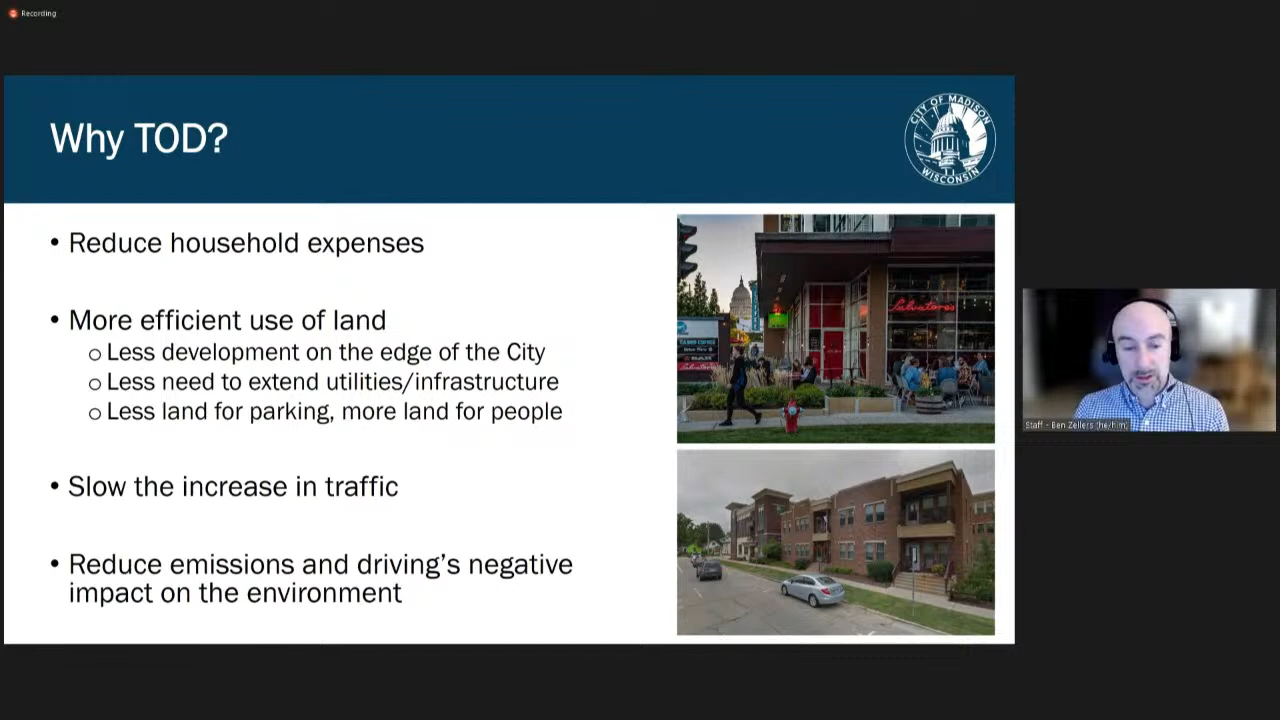 Recording
Why TOD?
CITY OF MADISON
WISCONSIN
• Reduce household expenses
• More efficient use of land
o Less development on the edge of the City
o Less need to extend utilities/infrastructure
o Less land for parking, more land for people
• Slow the increase in traffic
• Reduce emissions and driving's negative
impact on the environment
Salvatore's
Staff - Ben Zellers (he/him)